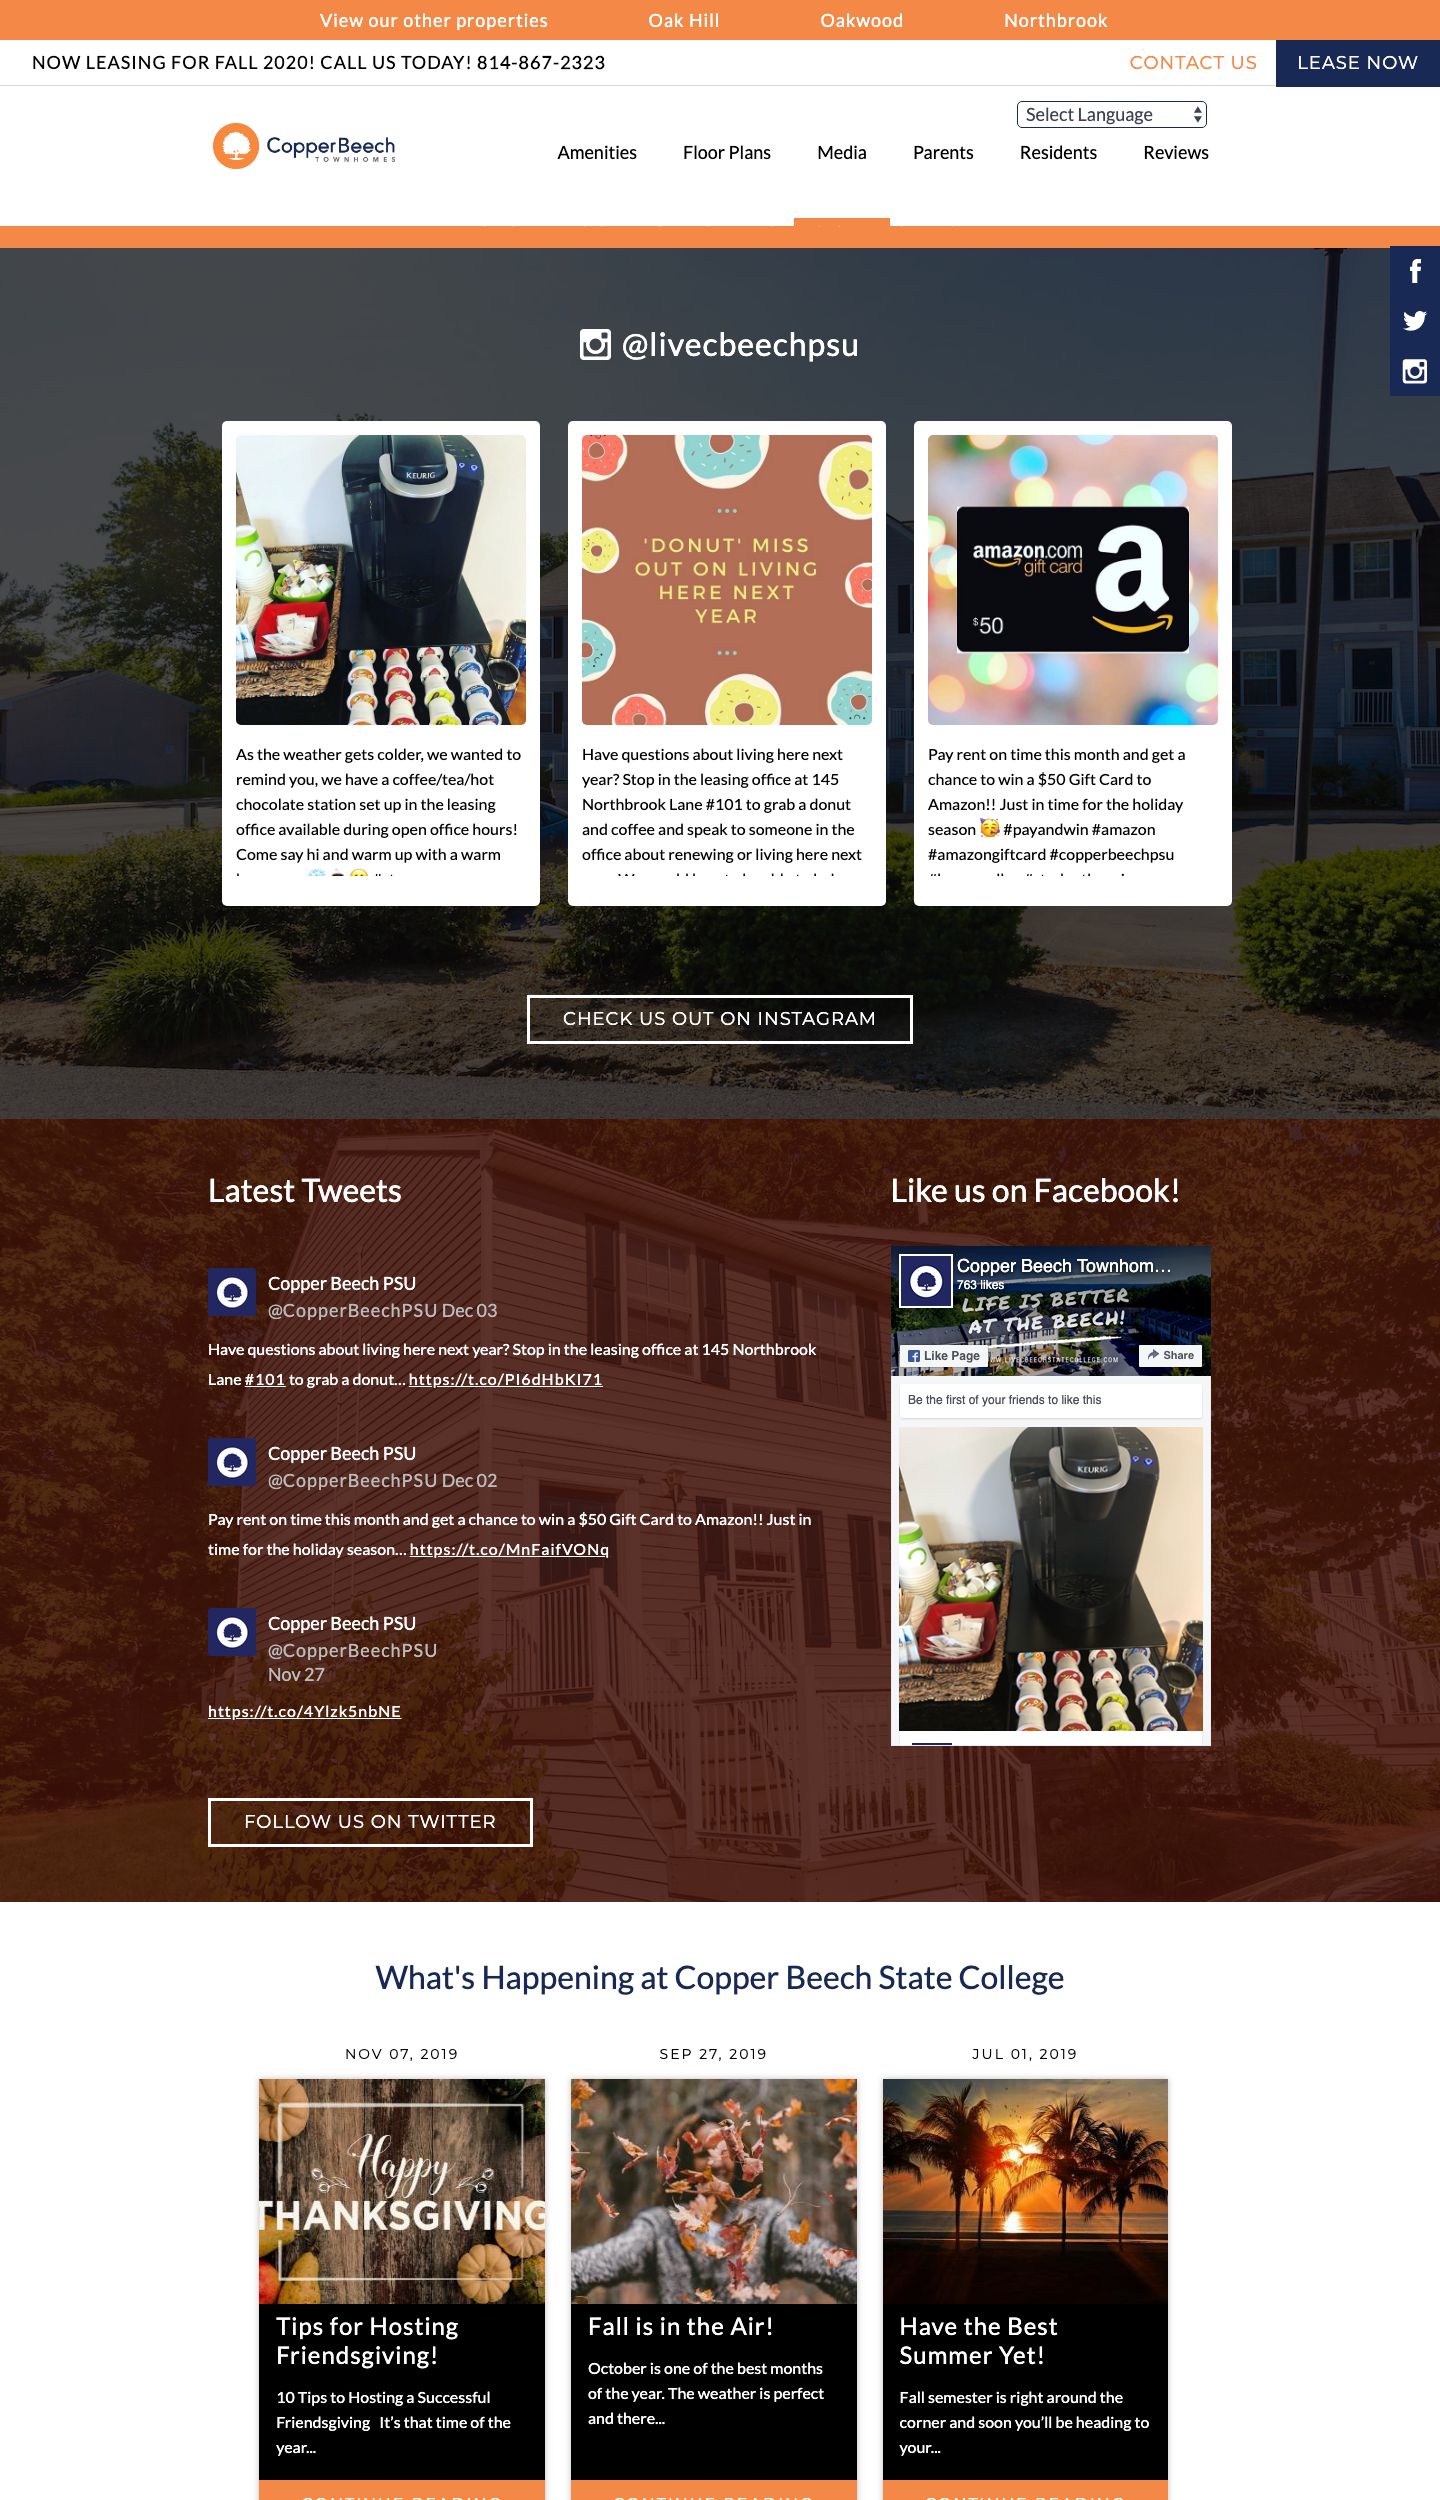 View our other properties Oak Hill Oakwood Northbrook
NOW LEASING FOR FALL 2020! CALL US TODAY! 814-867-2323 CONTACT US LEASE NOW
Select Language
CopperBeech
TOWNHOMES
Amenities Floor Plans Media Parents Residents Reviews
@livecbeechpsu
KEURIG
As the weather gets colder, we wanted to
remind you, we have a coffee/tea/hot
chocolate station set up in the leasing
office available during open office hours!
Come say hi and warm up with a warm
'DONUT' MISS
OUT ON LIVING
HERE NEXT
YEAR
Have questions about living here next
year? Stop in the leasing office at 145
Northbrook Lane #101 to grab a donut
and coffee and speak to someone in the
office about renewing or living here next
amazon.com
gift card
a
$50
Pay rent on time this month and get a
chance to win a $50 Gift Card to
Amazon!! Just in time for the holiday
season 🥳 #payandwin #amazon
#amazongiftcard #copperbeechpsu
CHECK US OUT ON INSTAGRAM
Latest Tweets
Copper Beech PSU
@CopperBeechPSU Dec 03
Have questions about living here next year? Stop in the leasing office at 145 Northbrook
Lane #101 to grab a donut... https://t.co/PI6dHbKI71
Copper Beech PSU
@CopperBeechPSU Dec 02
Pay rent on time this month and get a chance to win a $50 Gift Card to Amazon!! Just in
time for the holiday season... https://t.co/MnFaifVONq
Copper Beech PSU
@CopperBeechPSU
Nov 27
https://t.co/4Ylzk5nbNE
FOLLOW US ON TWITTER
Like us on Facebook!
Copper Beech Townhom...
763 likes
LIFE IS BETTER
AT THE BEECH!
Like Page
WWW.LIVECBEECHSTATECOLLEGE.COM
Share
Be the first of your friends to like this
KEURIG
What's Happening at Copper Beech State College
NOV 07, 2019
Happy
THANKSGIVING
Tips for Hosting
Friendsgiving!
10 Tips to Hosting a Successful
Friendsgiving It's that time of the
year...
CONTINUE READING
SEP 27, 2019
Fall is in the Air!
October is one of the best months
of the year. The weather is perfect
and there...
CONTINUE READING
JUL 01, 2019
Have the Best
Summer Yet!
Fall semester is right around the
corner and soon you'll be heading to
your...
CONTINUE READING